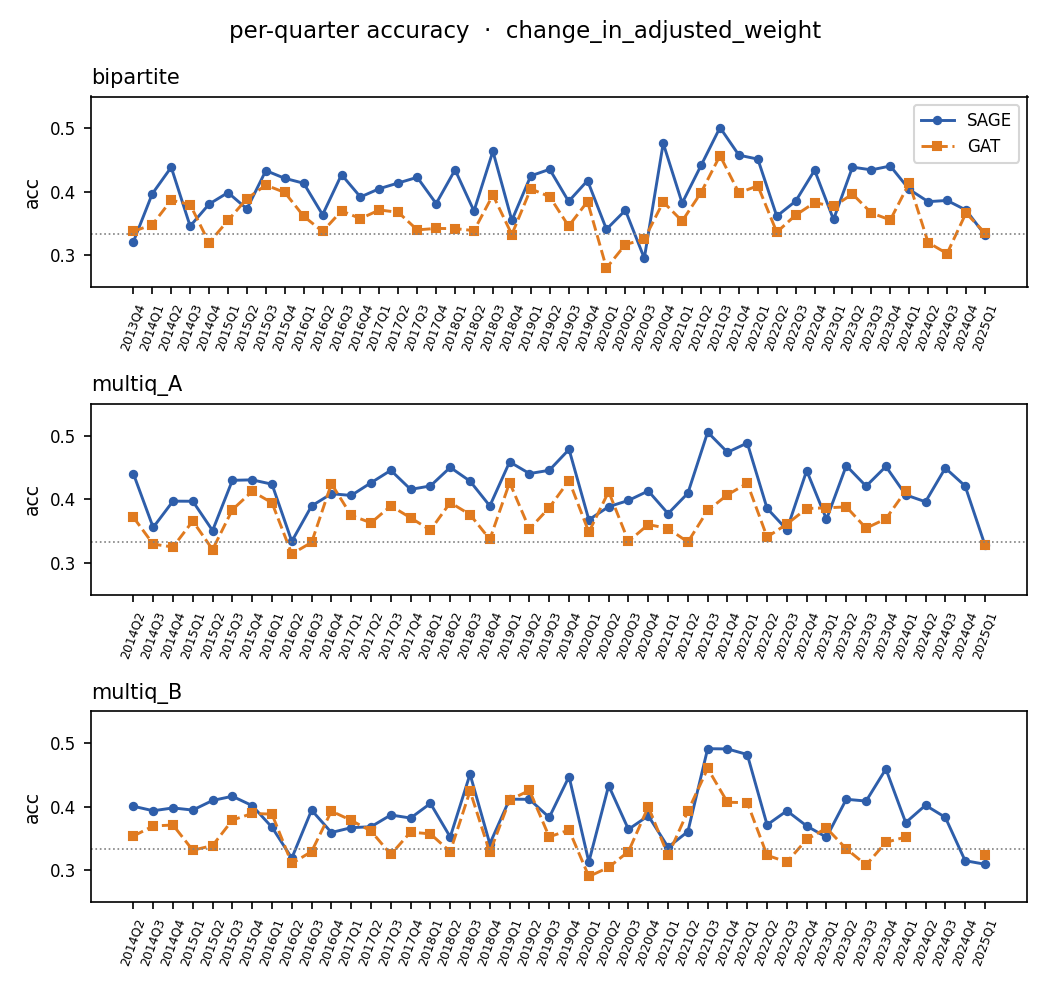 per-quarter accuracy · change_in_adjusted_weight
bipartite
SAGE
GAT
acc
0.5
0.4
0.3
2013Q4 2014Q1 2014Q2 2014Q3 2014Q4 2015Q1 2015Q2 2015Q3 2015Q4 2016Q1 2016Q2 2016Q3 2016Q4 2017Q1 2017Q2 2017Q3 2017Q4 2018Q1 2018Q2 2018Q3 2018Q4 2019Q1 2019Q2 2019Q3 2019Q4 2020Q1 2020Q2 2020Q3 2020Q4 2021Q1 2021Q2 2021Q3 2021Q4 2022Q1 2022Q2 2022Q3 2022Q4 2023Q1 2023Q2 2023Q3 2023Q4 2024Q1 2024Q2 2024Q3 2024Q4 2025Q1
multiq_A
acc
0.5
0.4
0.3
2014Q2 2014Q3 2014Q4 2015Q1 2015Q2 2015Q3 2015Q4 2016Q1 2016Q2 2016Q3 2016Q4 2017Q1 2017Q2 2017Q3 2017Q4 2018Q1 2018Q2 2018Q3 2018Q4 2019Q1 2019Q2 2019Q3 2019Q4 2020Q1 2020Q2 2020Q3 2020Q4 2021Q1 2021Q2 2021Q3 2021Q4 2022Q1 2022Q2 2022Q3 2022Q4 2023Q1 2023Q2 2023Q3 2023Q4 2024Q1 2024Q2 2024Q3 2024Q4 2025Q1
multiq_B
acc
0.5
0.4
0.3
2014Q2 2014Q3 2014Q4 2015Q1 2015Q2 2015Q3 2015Q4 2016Q1 2016Q2 2016Q3 2016Q4 2017Q1 2017Q2 2017Q3 2017Q4 2018Q1 2018Q2 2018Q3 2018Q4 2019Q1 2019Q2 2019Q3 2019Q4 2020Q1 2020Q2 2020Q3 2020Q4 2021Q1 2021Q2 2021Q3 2021Q4 2022Q1 2022Q2 2022Q3 2022Q4 2023Q1 2023Q2 2023Q3 2023Q4 2024Q1 2024Q2 2024Q3 2024Q4 2025Q1